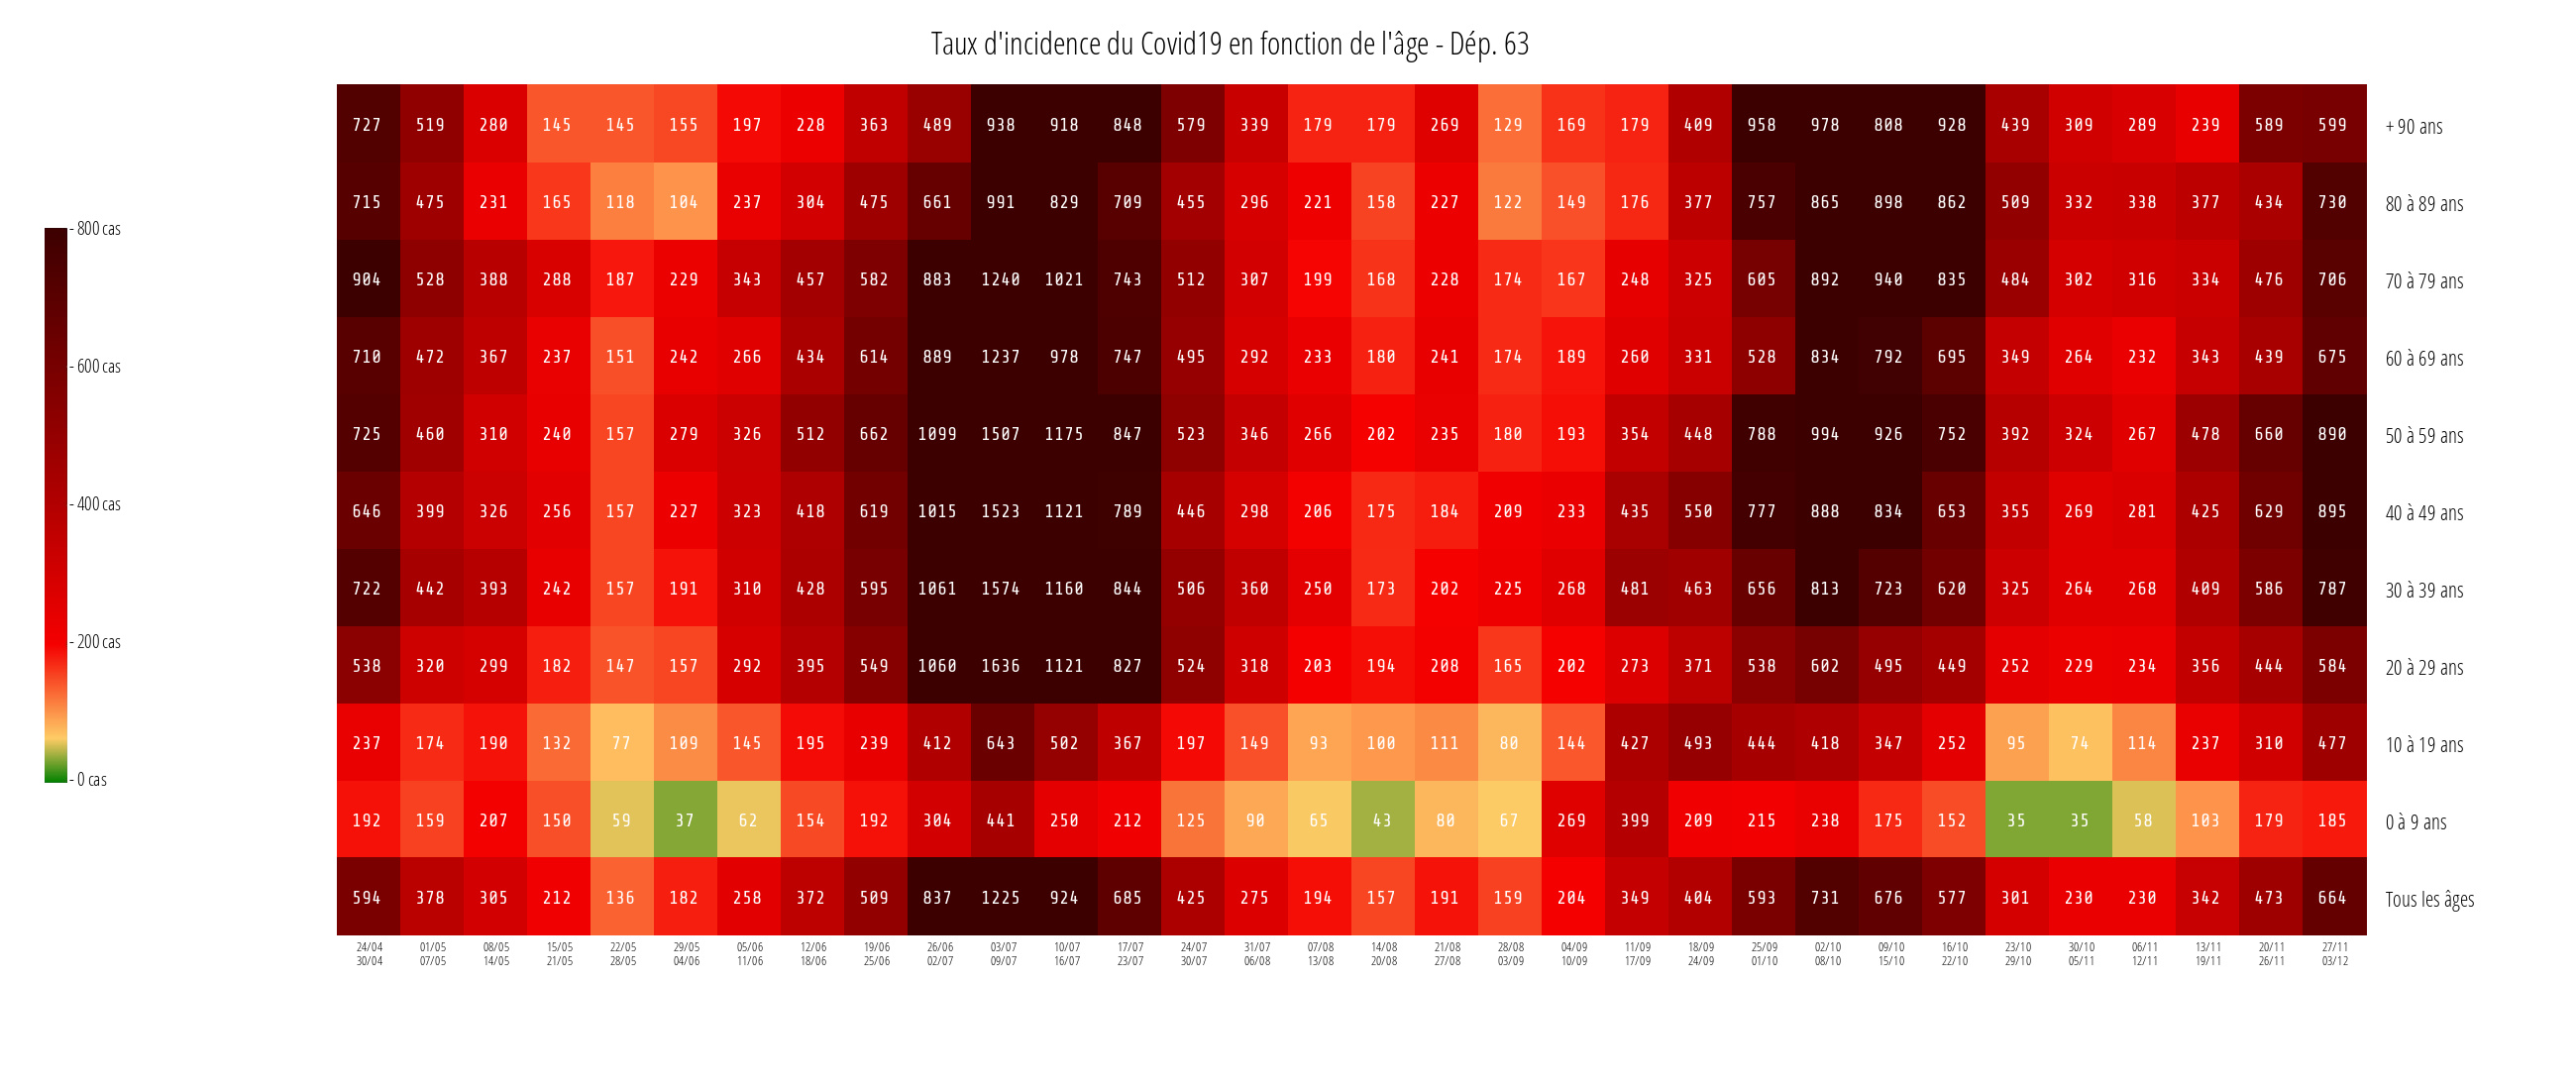 Taux d'incidence du Covid19 en fonction de l'âge - Dép. 63
- 800 cas
- 600 cas
- 400 cas
- 200 cas
- 0 cas
727 519 280 145 145 155 197 228 363 489 938 918 848 579 339 179 179 269 129 169 179 409 958 978 808 928 439 309 289 239 589 599 + 90 ans
715 475 231 165 118 104 237 304 475 661 991 829 709 455 296 221 158 227 122 149 176 377 757 865 898 862 509 332 338 377 434 730 80 à 89 ans
904 528 388 288 187 229 343 457 582 883 1240 1021 743 512 307 199 168 228 174 167 248 325 605 892 940 835 484 302 316 334 476 706 70 à 79 ans
710 472 367 237 151 242 266 434 614 889 1237 978 747 495 292 233 180 241 174 189 260 331 528 834 792 695 349 264 232 343 439 675 60 à 69 ans
725 460 310 240 157 279 326 512 662 1099 1507 1175 847 523 346 266 202 235 180 193 354 448 788 994 926 752 392 324 267 478 660 890 50 à 59 ans
646 399 326 256 157 227 323 418 619 1015 1523 1121 789 446 298 206 175 184 209 233 435 550 777 888 834 653 355 269 281 425 629 895 40 à 49 ans
722 442 393 242 157 191 310 428 595 1061 1574 1160 844 506 360 250 173 202 225 268 481 463 656 813 723 620 325 264 268 409 586 787 30 à 39 ans
538 320 299 182 147 157 292 395 549 1060 1636 1121 827 524 318 203 194 208 165 202 273 371 538 602 495 449 252 229 234 356 444 584 20 à 29 ans
237 174 190 132 77 109 145 195 239 412 643 502 367 197 149 93 100 111 80 144 427 493 444 418 347 252 95 74 114 237 310 477 10 à 19 ans
192 159 207 150 59 37 62 154 192 304 441 250 212 125 90 65 43 80 67 269 399 209 215 238 175 152 35 35 58 103 179 185 0 à 9 ans
594 378 305 212 136 182 258 372 509 837 1225 924 685 425 275 194 157 191 159 204 349 404 593 731 676 577 301 230 230 342 473 664 Tous les âges
24/04 01/05 08/05 15/05 22/05 29/05 05/06 12/06 19/06 26/06 03/07 10/07 17/07 24/07 31/07 07/08 14/08 21/08 28/08 04/09 11/09 18/09 25/09 02/10 09/10 16/10 23/10 30/10 06/11 13/11 20/11 27/11
30/04 07/05 14/05 21/05 28/05 04/06 11/06 18/06 25/06 02/07 09/07 16/07 23/07 30/07 06/08 13/08 20/08 27/08 03/09 10/09 17/09 24/09 01/10 08/10 15/10 22/10 29/10 05/11 12/11 19/11 26/11 03/12